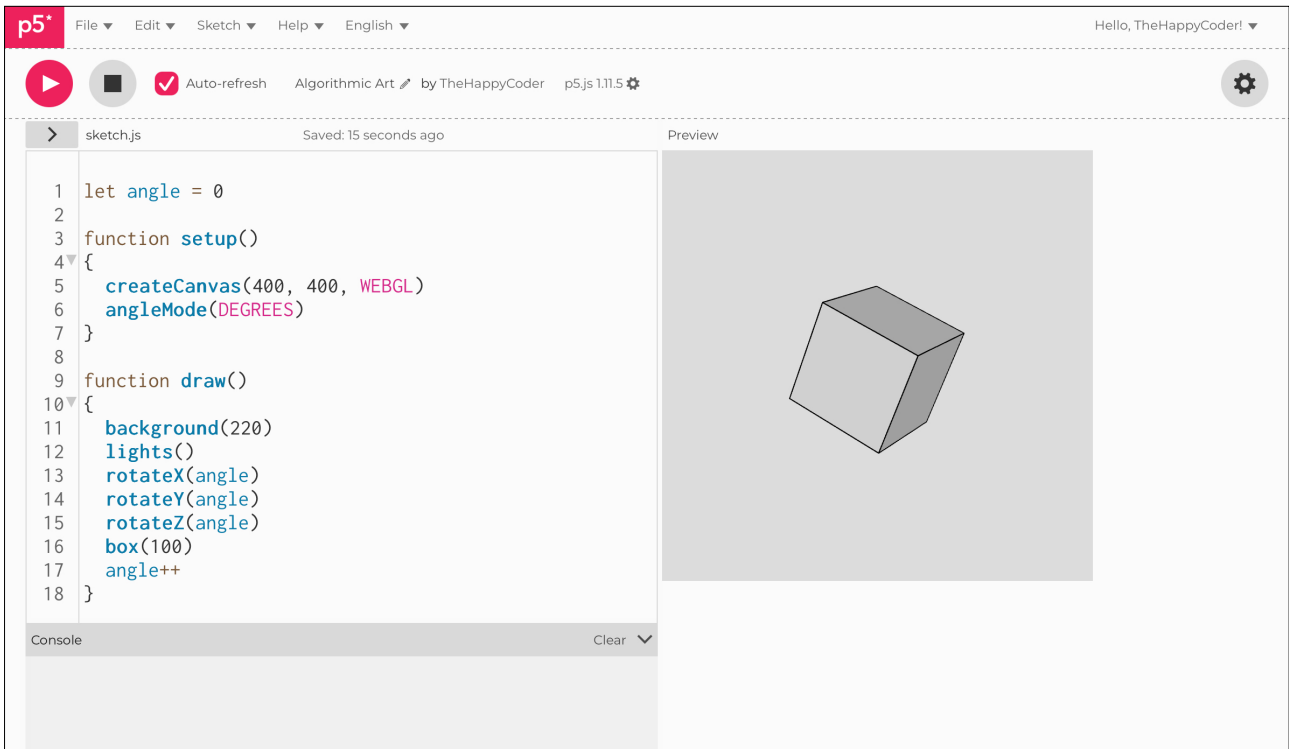 p5* File Edit Sketch Help English Hello, TheHappyCoder!
Auto-refresh Algorithmic Art by TheHappyCoder p5.js 1.11.5
sketch.js Saved: 15 seconds ago Preview
1 let angle = 0
2
3 function setup()
4 {
5 createCanvas(400, 400, WEBGL)
6 angleMode(DEGREES)
7 }
8
9 function draw()
10 {
11 background(220)
12 lights()
13 rotateX(angle)
14 rotateY(angle)
15 rotateZ(angle)
16 box(100)
17 angle++
18 }
Console Clear